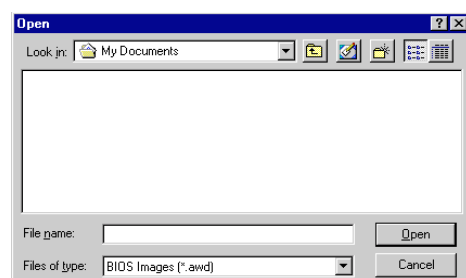 Open
Look in: My Documents
File name: Open
Files of type: BIOS Images (*.awd) Cancel